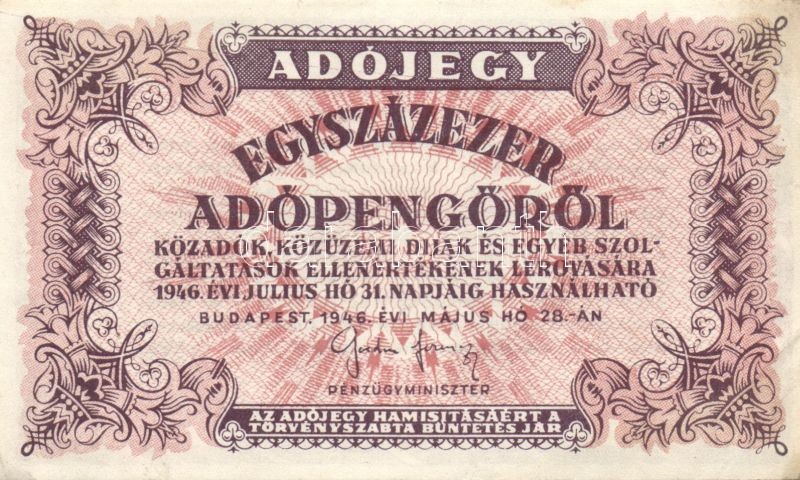 ADÓJEGY
EGYSZÁZEZER
ADÓPENGŐRŐL
KÖZADÓK, KÖZÜZEMI DIJAK ÉS EGYÉB SZOL-
GÁLTATÁSOK ELLENÉRTÉKÉNEK LEROVÁSÁRA
1946. ÉVI JULIUS HÓ 31. NAPJÁIG HASZNÁLHATÓ
BUDAPEST, 1946. ÉVI MÁJUS HÓ 28.-ÁN
PÉNZÜGYMINISZTER
AZ ADÓJEGY HAMISITÁSÁÉRT A
TÖRVÉNYSZABTA BÜNTETÉS JÁR